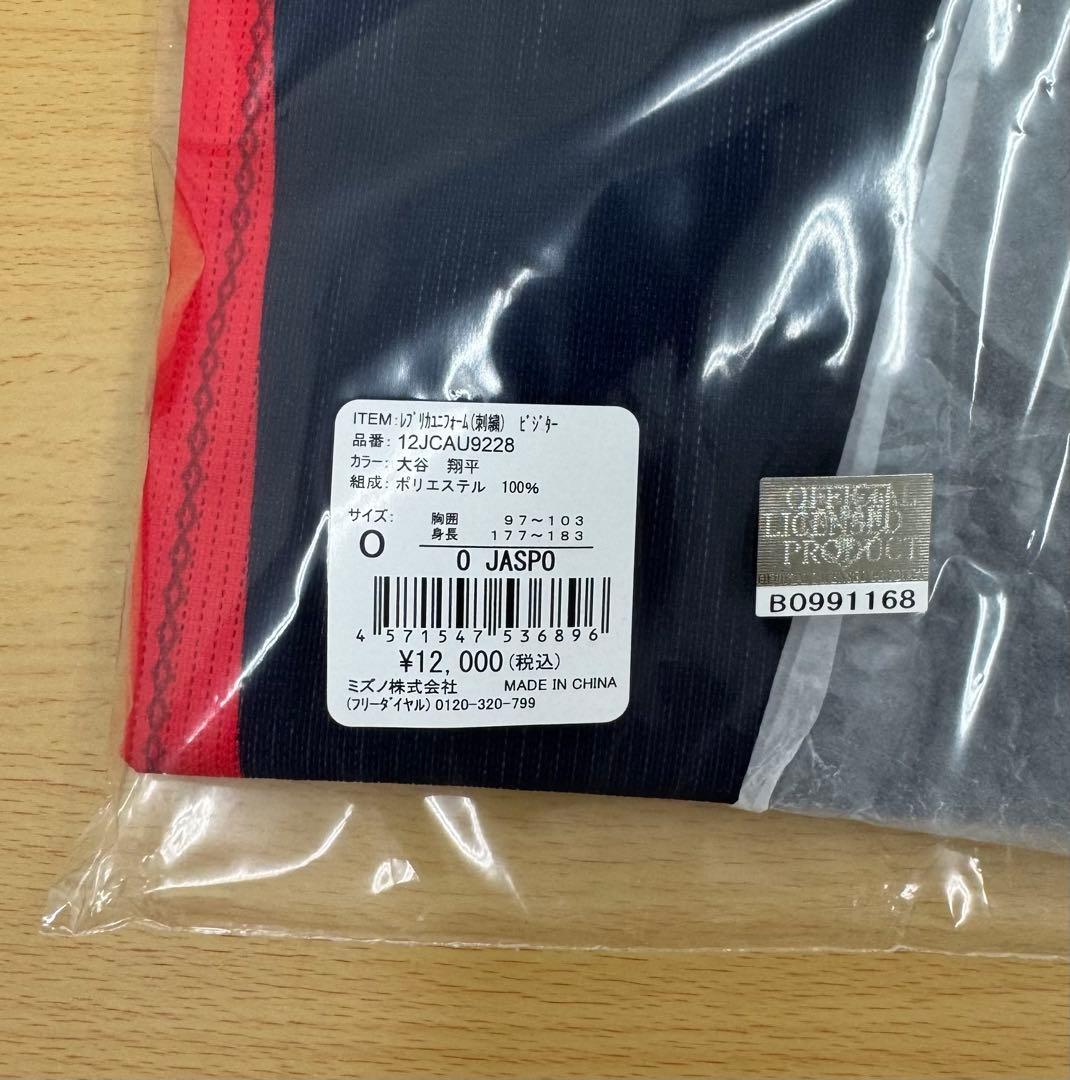 ITEM:ﾚﾌﾟﾘｶﾕﾆﾌｫｰﾑ(刺繍) ﾋﾞｼﾞﾀｰ
品番: 12JCAU9228
カラー: 大谷 翔平
組成: ポリエステル 100%
サイズ: 胸囲 97～103
O 身長 177～183
O JASPO
4 571547 536896
¥12,000(税込)
ミズノ株式会社 MADE IN CHINA
(ﾌﾘｰﾀﾞｲﾔﾙ) 0120-320-799
OFFICIAL
LICENSED
PRODUCT
B0991168